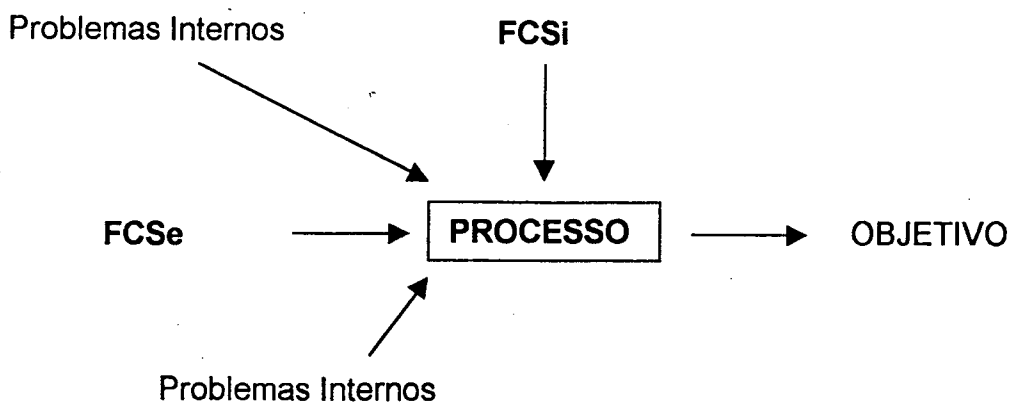 Problemas Internos
FCSi
FCSe
PROCESSO
OBJETIVO
Problemas Internos